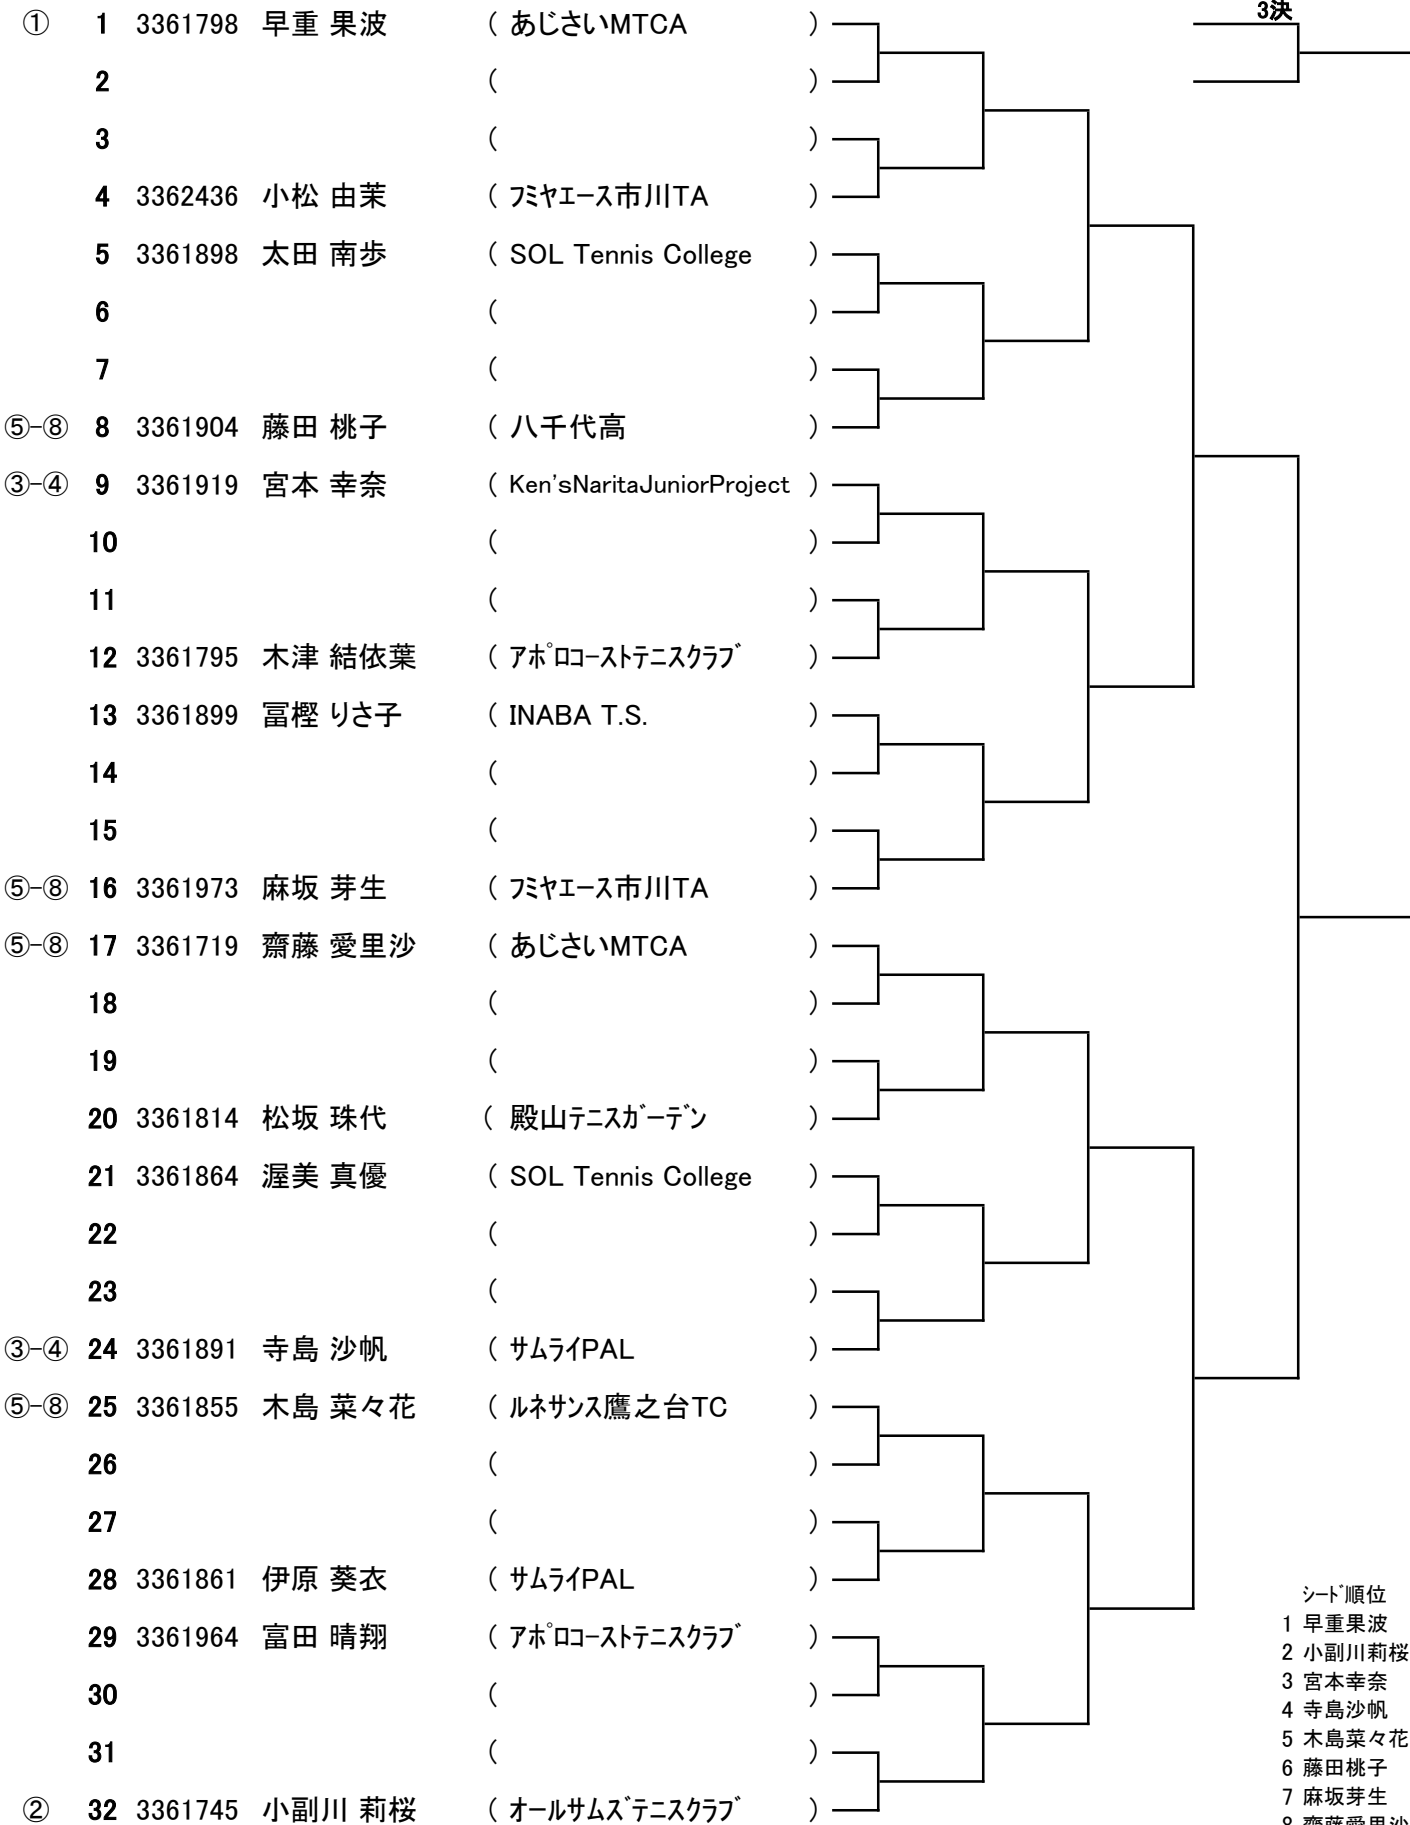 3決
① 1 3361798 早重 果波 ( あじさいMTCA )
2 ( )
3 ( )
4 3362436 小松 由茉 ( フミヤエース市川TA )
5 3361898 太田 南歩 ( SOL Tennis College )
6 ( )
7 ( )
⑤-⑧ 8 3361904 藤田 桃子 ( 八千代高 )
③-④ 9 3361919 宮本 幸奈 ( Ken'sNaritaJuniorProject )
10 ( )
11 ( )
12 3361795 木津 結依葉 ( アポロコーストテニスクラブ )
13 3361899 冨樫 りさ子 ( INABA T.S. )
14 ( )
15 ( )
⑤-⑧ 16 3361973 麻坂 芽生 ( フミヤエース市川TA )
⑤-⑧ 17 3361719 齋藤 愛里沙 ( あじさいMTCA )
18 ( )
19 ( )
20 3361814 松坂 珠代 ( 殿山テニスガーデン )
21 3361864 渥美 真優 ( SOL Tennis College )
22 ( )
23 ( )
③-④ 24 3361891 寺島 沙帆 ( サムライPAL )
⑤-⑧ 25 3361855 木島 菜々花 ( ルネサンス鷹之台TC )
26 ( )
27 ( )
28 3361861 伊原 葵衣 ( サムライPAL )
29 3361964 富田 晴翔 ( アポロコーストテニスクラブ )
30 ( )
31 ( )
② 32 3361745 小副川 莉桜 ( オールサムズテニスクラブ )
シード順位
1 早重果波
2 小副川莉桜
3 宮本幸奈
4 寺島沙帆
5 木島菜々花
6 藤田桃子
7 麻坂芽生
8 齋藤愛里沙